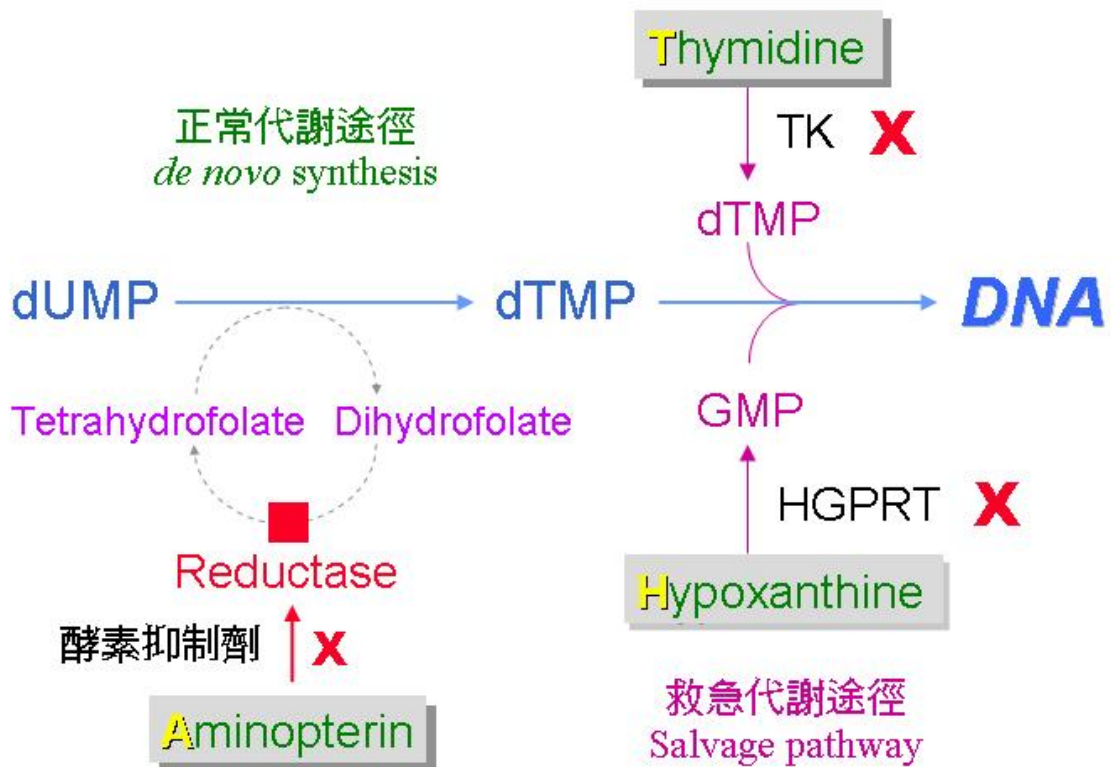 Thymidine
正常代謝途徑
TK X
de novo synthesis
dTMP
dUMP dTMP DNA
Tetrahydrofolate Dihydrofolate GMP
HGPRT X
Reductase Hypoxanthine
酵素抑制劑 X
救急代謝途徑
Aminopterin
Salvage pathway